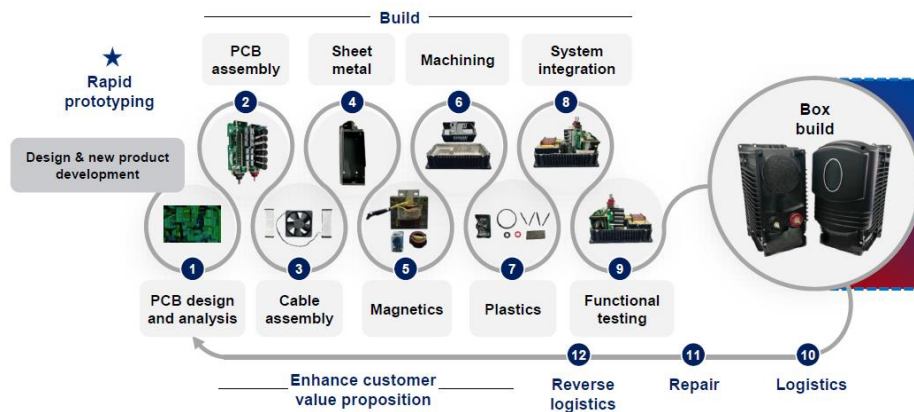 Build
★ Rapid
prototyping
Design & new product
development
PCB
assembly
2
Sheet
metal
4
Machining
6
System
integration
8
Box
build
1
PCB design
and analysis
3
Cable
assembly
5
Magnetics
7
Plastics
9
Functional
testing
10
Logistics
11
Repair
12
Reverse
logistics
Enhance customer
value proposition